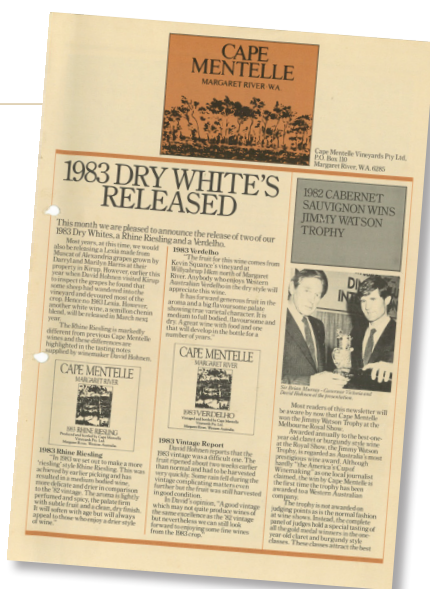 CAPE
MENTELLE
MARGARET RIVER·WA
Cape Mentelle Vineyards Pty Ltd,
P.O. Box 110
Margaret River, W.A. 6285
1983 DRY WHITE'S
RELEASED
This month we are pleased to announce the release of two of our
1983 Dry Whites, a Rhine Riesling and a Verdelho.
Most years, at this time, we would
also be releasing a Lesia made from
Muscat of Alexandria grapes grown by
Darryl and Marilyn Herron at their
property in Kirup. However, earlier this
year when David Hohnen visited Kirup
to inspect the grapes he found that
some sheep had wandered into the
vineyard and devoured most of the
crop. Hence no 1983 Lesia. However,
another white wine, a semillon chenin
blend, will be released in March next
year.
The Rhine Riesling is markedly
different from previous Cape Mentelle
wines and those differences are
highlighted in the tasting notes
supplied by winemaker David Hohnen.
CAPE MENTELLE
MARGARET RIVER
1983 RHINE RIESLING
1983 Rhine Riesling
"In 1983 we set out to make a more
'riesling' style Rhine Riesling. This was
achieved by earlier picking and has
resulted in a medium bodied wine,
more delicate and drier in comparison
to the '82 vintage. The aroma is lightly
perfumed and spicy, the palate firm
with subtle fruit and a clean, dry finish.
It will soften with age but will always
appeal to those who enjoy a drier style
of wine."
1983 Verdelho
"The fruit for this wine comes from
Kevin Squance's vineyard at
Willyabrup 14km north of Margaret
River. Anybody who enjoys Western
Australian Verdelho in the dry style will
appreciate this wine.
It has forward generous fruit in the
aroma and a big flavoursome palate
showing true varietal character. It is
medium to full bodied, flavoursome and
dry. A great wine with food and one
that will develop in the bottle for a
number of years."
CAPE MENTELLE
MARGARET RIVER
1983 VERDELHO
1983 Vintage Report
David Hohnen reports that the
1983 vintage was a difficult one. The
fruit ripened about two weeks earlier
than normal and had to be harvested
very quickly. Some rain fell during the
vintage complicating matters even
further but the fruit was still harvested
in good condition.
In David's opinion, "A good vintage
which may not quite produce wines of
the same excellence as the '82 vintage
but nevertheless we can still look
forward to enjoying some fine wines
from the 1983 crop."
1982 CABERNET
SAUVIGNON WINS
JIMMY WATSON
TROPHY
Sir Brian Murray - Governor Victoria and
David Hohnen at the presentation.
Most readers of this newsletter will
be aware by now that Cape Mentelle
won the Jimmy Watson Trophy at the
Melbourne Royal Show.
Awarded annually to the best one-
year old claret or burgundy style wine
at the Royal Show, the Jimmy Watson
Trophy, is regarded as Australia's most
prestigious wine award. Although
hardly "the America's Cup of
Winemaking" as one local journalist
claimed, the win by Cape Mentelle is
the first time the trophy has been
awarded to a Western Australian
company.
The trophy is not awarded on
judging points as is the normal fashion
at wine shows. Instead, the complete
panel of judges hold a special tasting of
all the gold medal winners in the one-
year old claret and burgundy style
classes. These classes attract the best